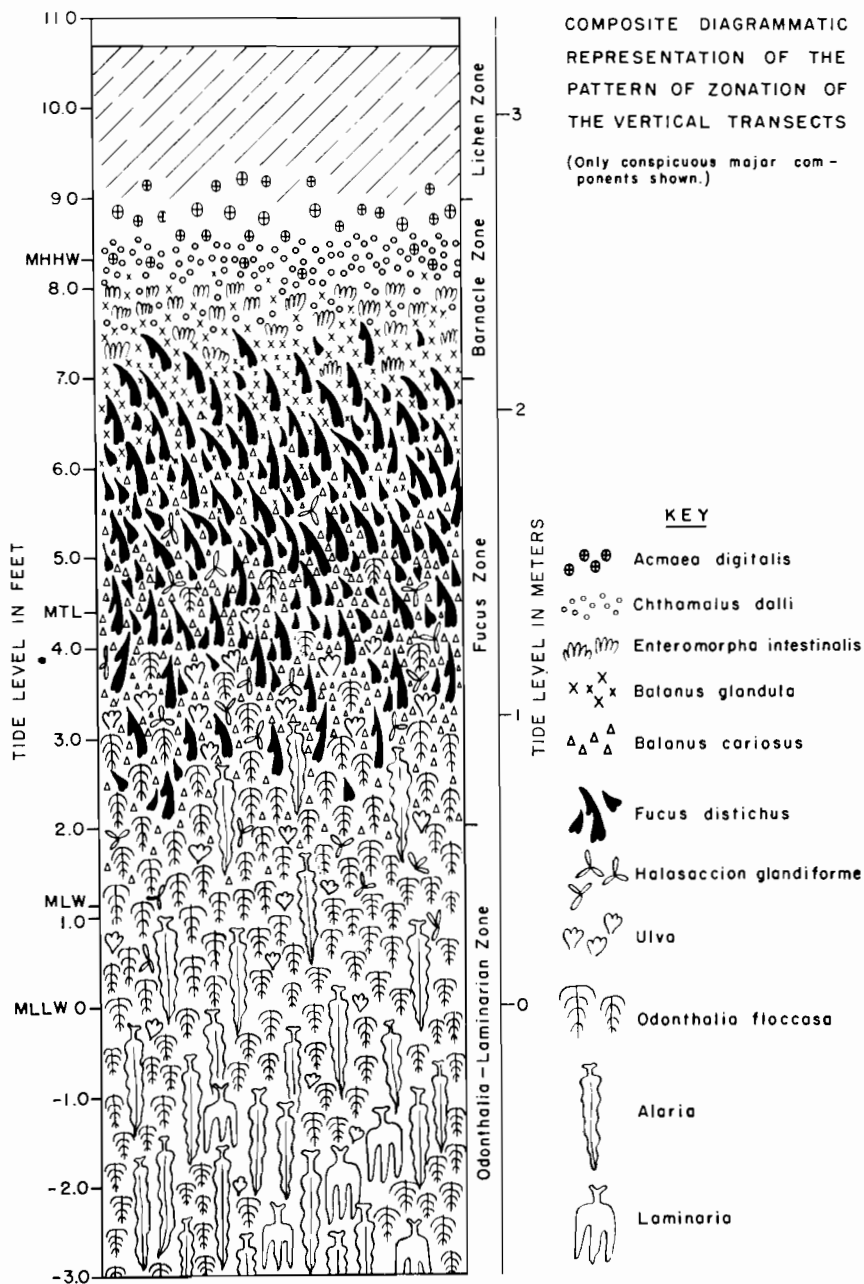 COMPOSITE DIAGRAMMATIC
REPRESENTATION OF THE
PATTERN OF ZONATION OF
THE VERTICAL TRANSECTS
(Only conspicuous major com-
ponents shown.)
TIDE LEVEL IN FEET
11.0
10.0
9.0
MHHW
8.0
7.0
6.0
5.0
MTL
4.0
3.0
2.0
MLW
1.0
MLLW 0
-1.0
-2.0
-3.0
Lichen Zone
Barnacle Zone
Fucus Zone
Odonthalia-Laminarian Zone
3
2
1
0
TIDE LEVEL IN METERS
KEY
Acmaea digitalis
Chthamalus dalli
Enteromorpha intestinalis
Balanus glandula
Balanus cariosus
Fucus distichus
Halosaccion glandiforme
Ulva
Odonthalia floccosa
Alaria
Laminaria